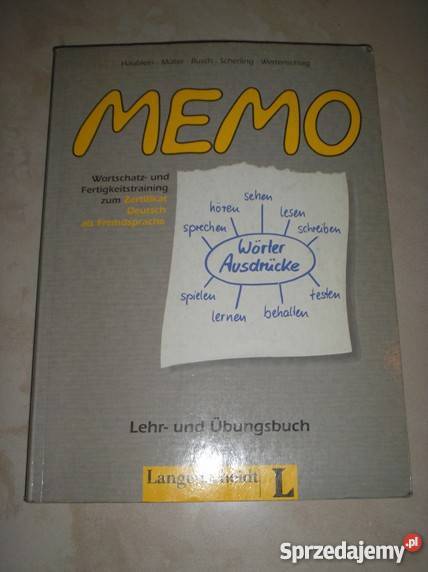 Häublein · Müller · Rusch · Scherling · Wertenschlag
MEMO
Wortschatz- und
Fertigkeitstraining
zum Zertifikat
Deutsch
als Fremdsprache
sehen
hören
lesen
sprechen
schreiben
Wörter
Ausdrücke
spielen
testen
lernen
behalten
Lehr- und Übungsbuch
Langenscheidt L
Sprzedajemy.pl